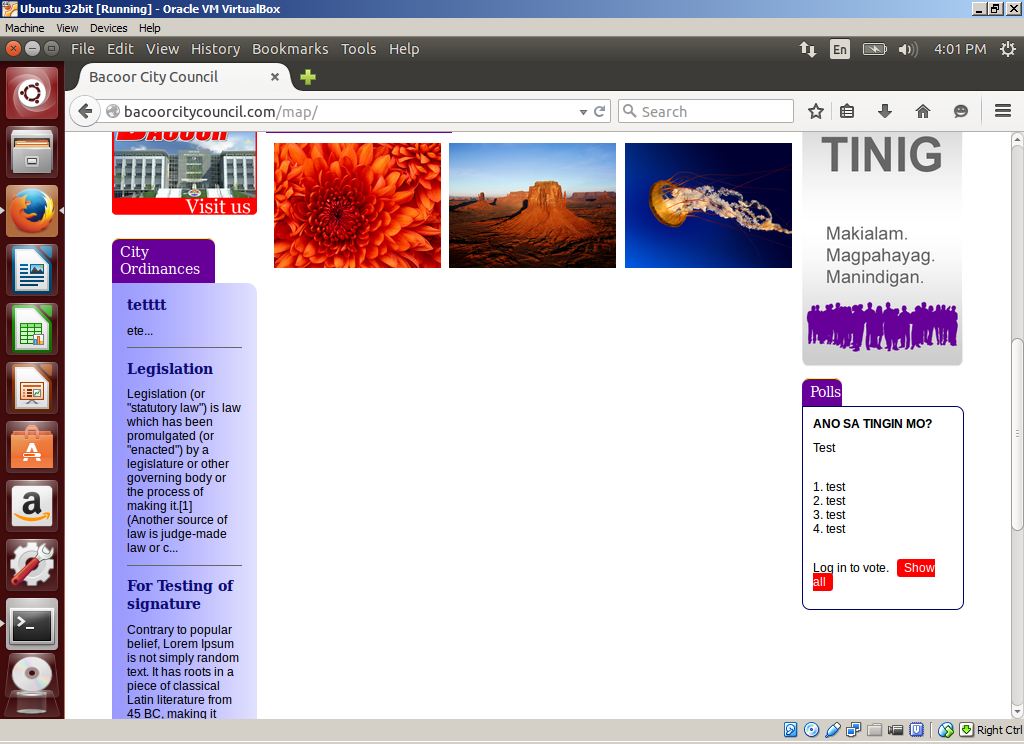 Ubuntu 32bit [Running] - Oracle VM VirtualBox
Machine View Devices Help
File Edit View History Bookmarks Tools Help
En
4:01 PM
Bacoor City Council
bacoorcitycouncil.com/map/
Search
BACOOR
Visit us
City
Ordinances
tetttt
ete...
Legislation
Legislation (or
"statutory law") is law
which has been
promulgated (or
"enacted") by a
legislature or other
governing body or
the process of
making it.[1]
(Another source of
law is judge-made
law or c...
For Testing of
signature
Contrary to popular
belief, Lorem Ipsum
is not simply random
text. It has roots in a
piece of classical
Latin literature from
45 BC, making it
TINIG
Makialam.
Magpahayag.
Manindigan.
Polls
ANO SA TINGIN MO?
Test
1. test
2. test
3. test
4. test
Log in to vote. Show
all
Right Ctrl